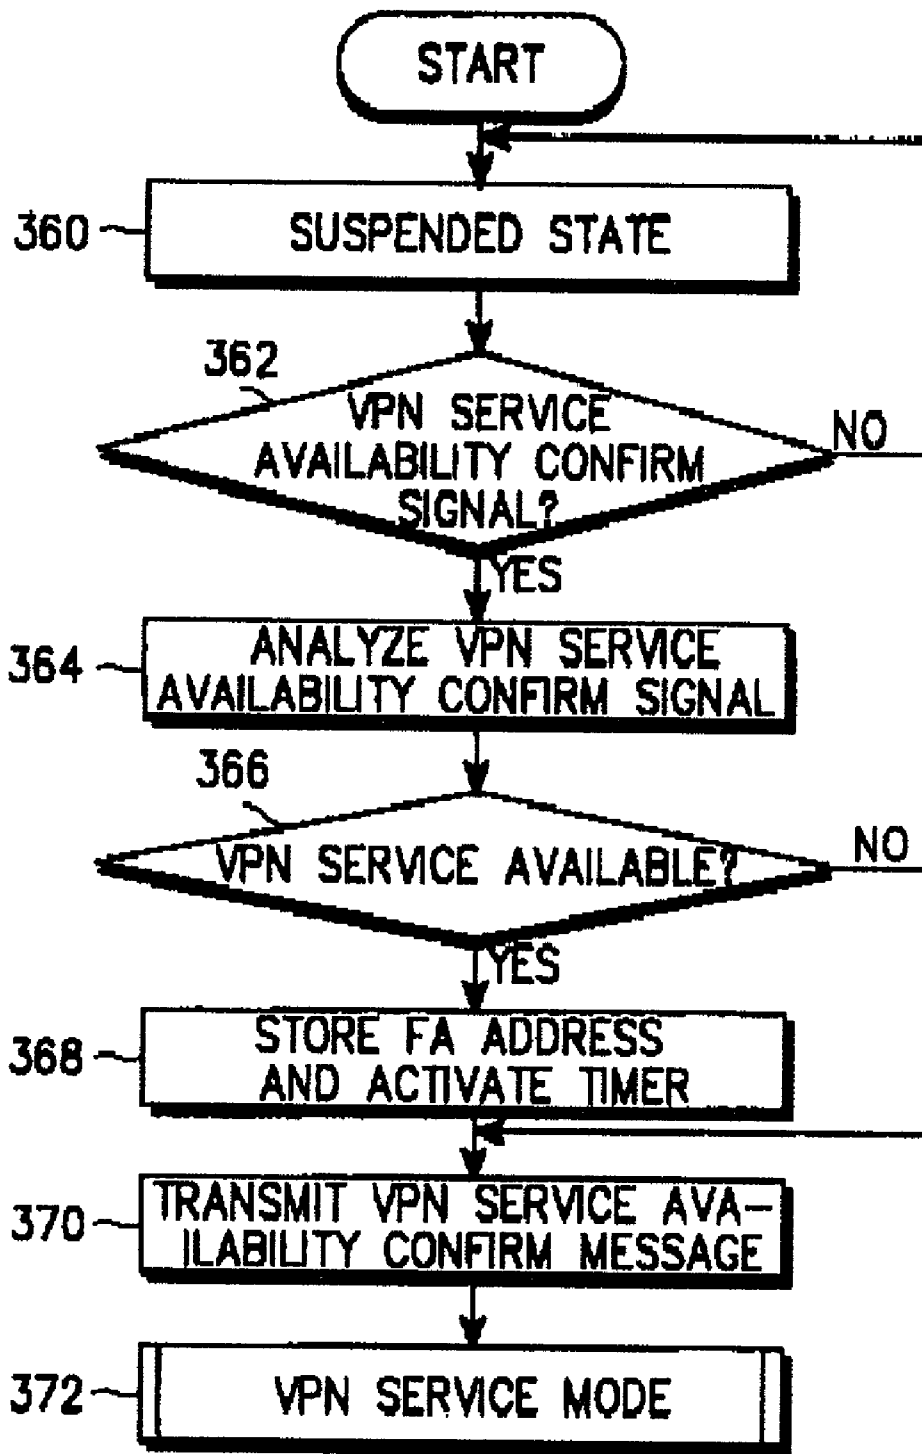 START
360
SUSPENDED STATE
362
VPN SERVICE
AVAILABILITY CONFIRM
SIGNAL?
NO
YES
364
ANALYZE VPN SERVICE
AVAILABILITY CONFIRM SIGNAL
366
VPN SERVICE AVAILABLE?
NO
YES
368
STORE FA ADDRESS
AND ACTIVATE TIMER
370
TRANSMIT VPN SERVICE AVA-
ILABILITY CONFIRM MESSAGE
372
VPN SERVICE MODE